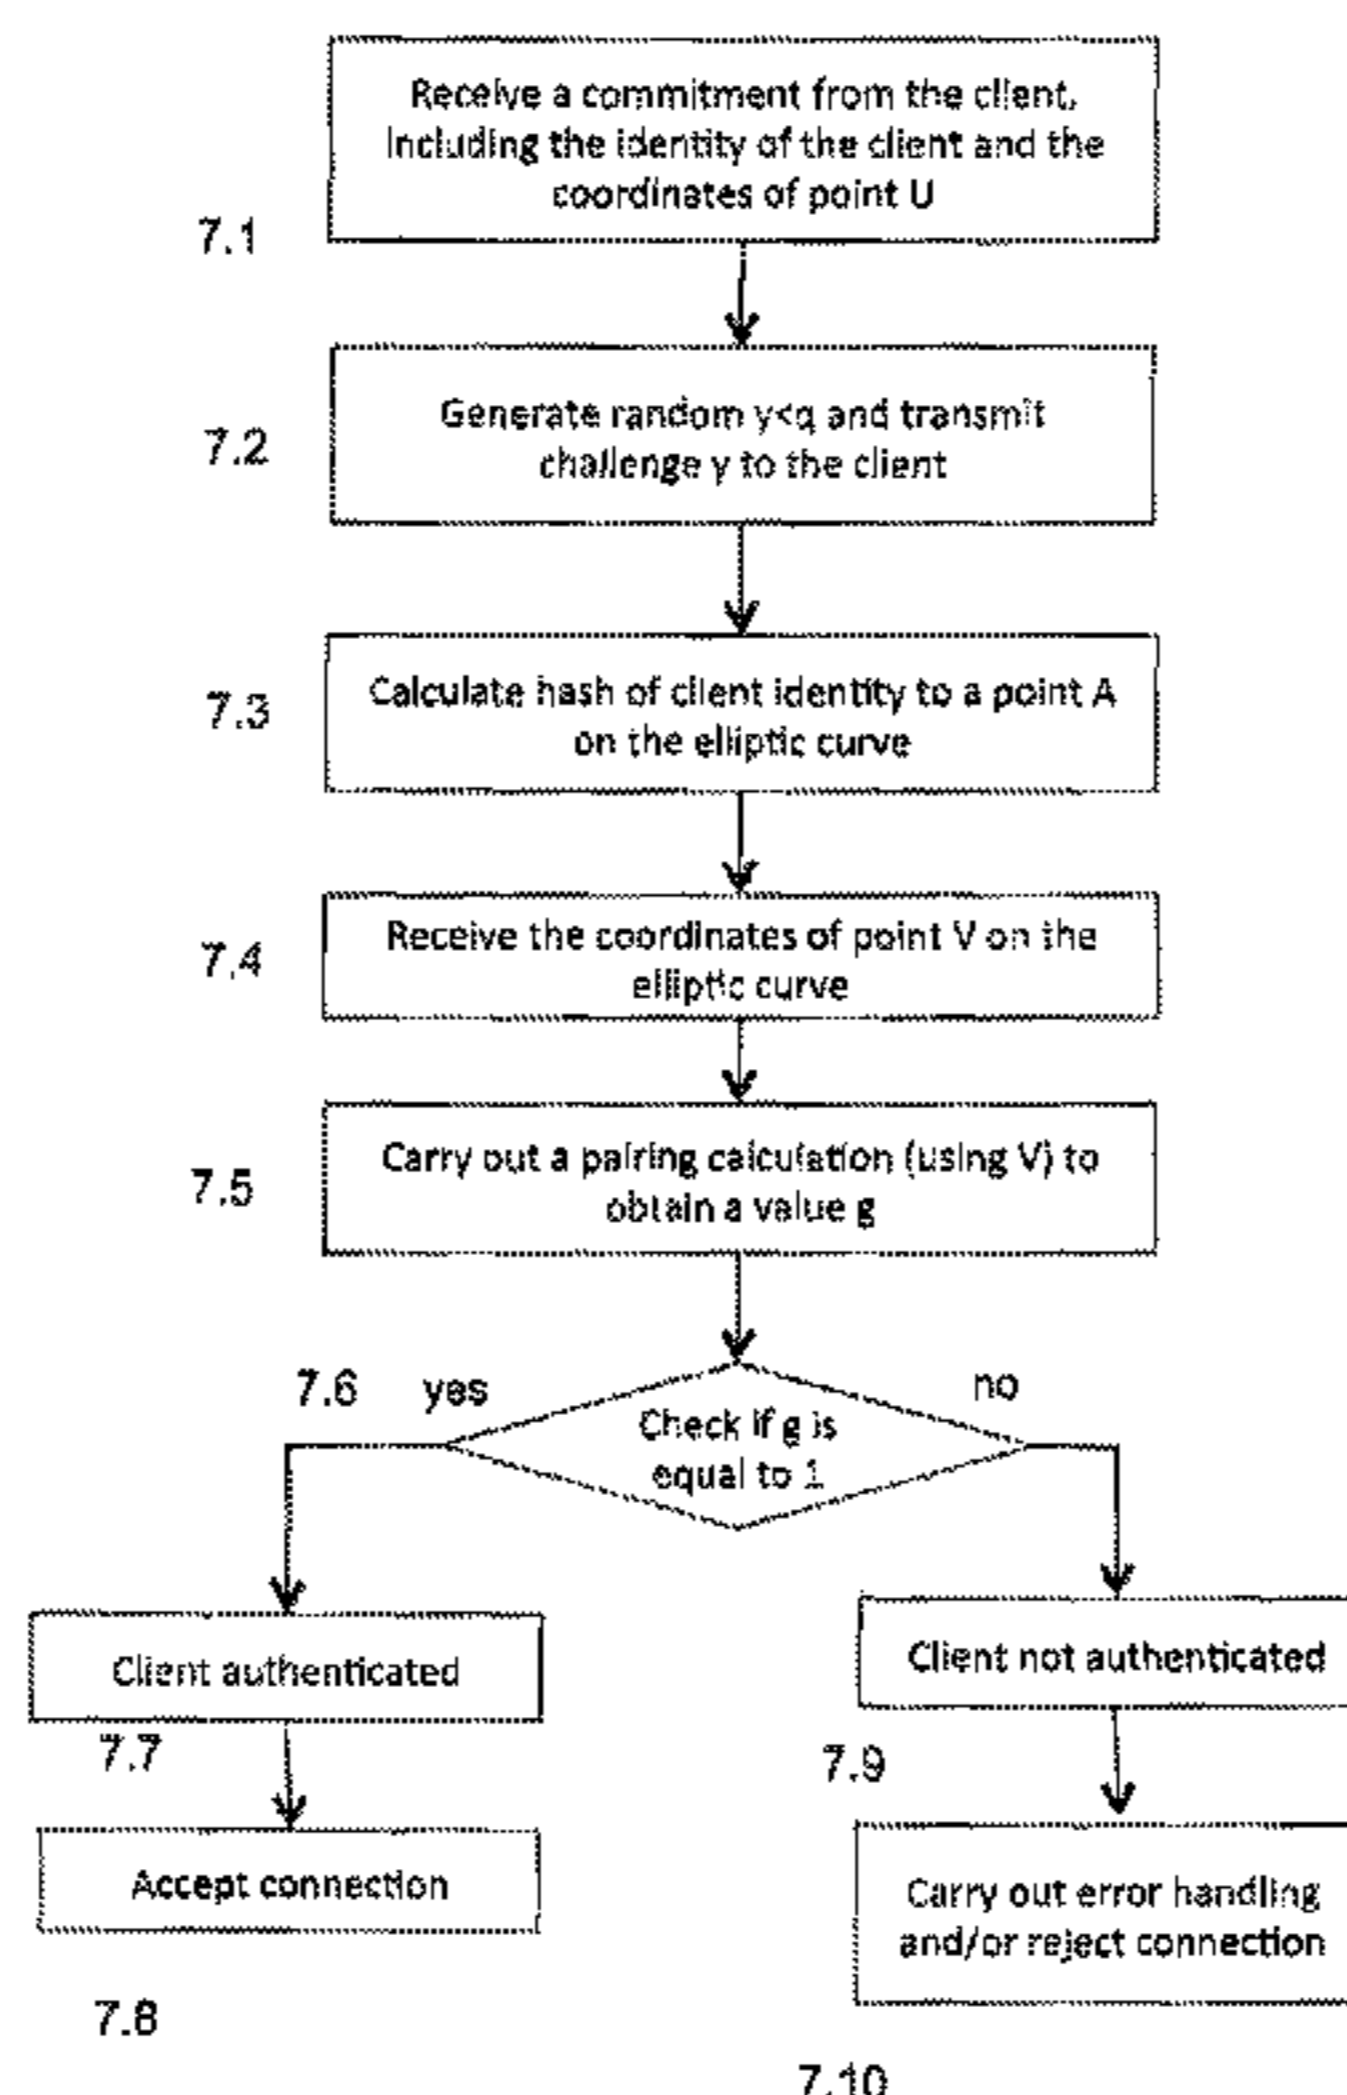 Receive a commitment from the client,
including the identity of the client and the
coordinates of point U
7.1
Generate random y<q and transmit
challenge y to the client
7.2
Calculate hash of client identity to a point A
on the elliptic curve
7.3
Receive the coordinates of point V on the
elliptic curve
7.4
Carry out a pairing calculation (using V) to
obtain a value g
7.5
7.6
yes
no
Check if g is
equal to 1
Client authenticated
7.7
Accept connection
7.8
Client not authenticated
7.9
Carry out error handling
and/or reject connection
7.10